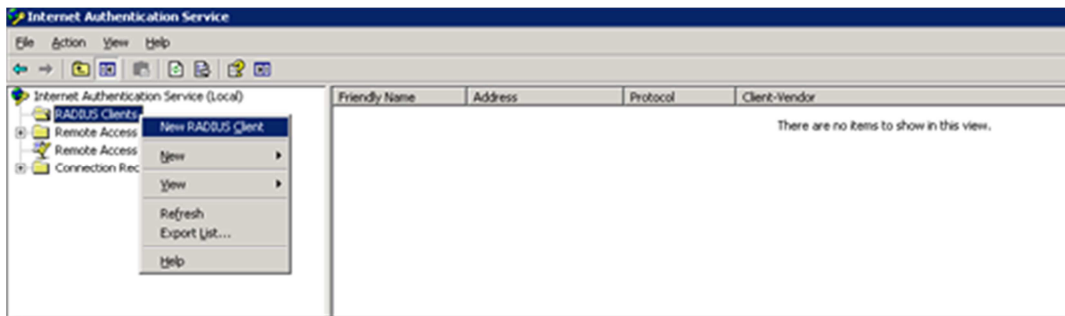 Internet Authentication Service
File Action View Help
Internet Authentication Service (Local)
RADIUS Clients
Remote Access
Remote Access
Connection Rec
New RADIUS Client
New
View
Refresh
Export List...
Help
Friendly Name Address Protocol Client-Vendor
There are no items to show in this view.